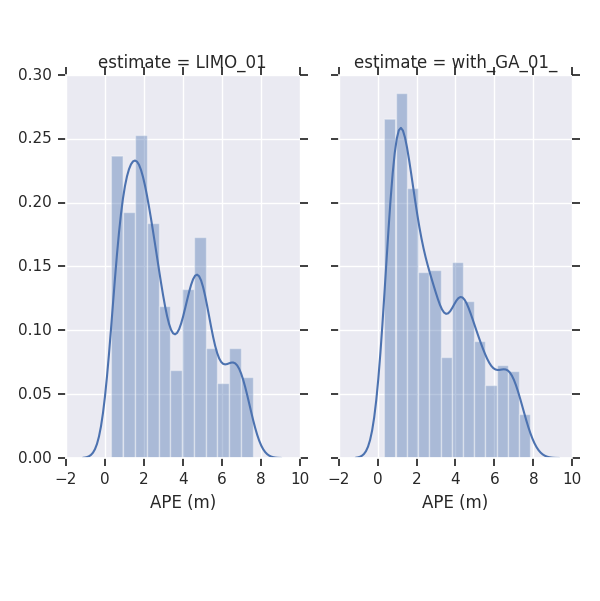 estimate = LIMO_01
estimate = with_GA_01_
0.30
0.25
0.20
0.15
0.10
0.05
0.00
−2 0 2 4 6 8 10
−2 0 2 4 6 8 10
APE (m)
APE (m)